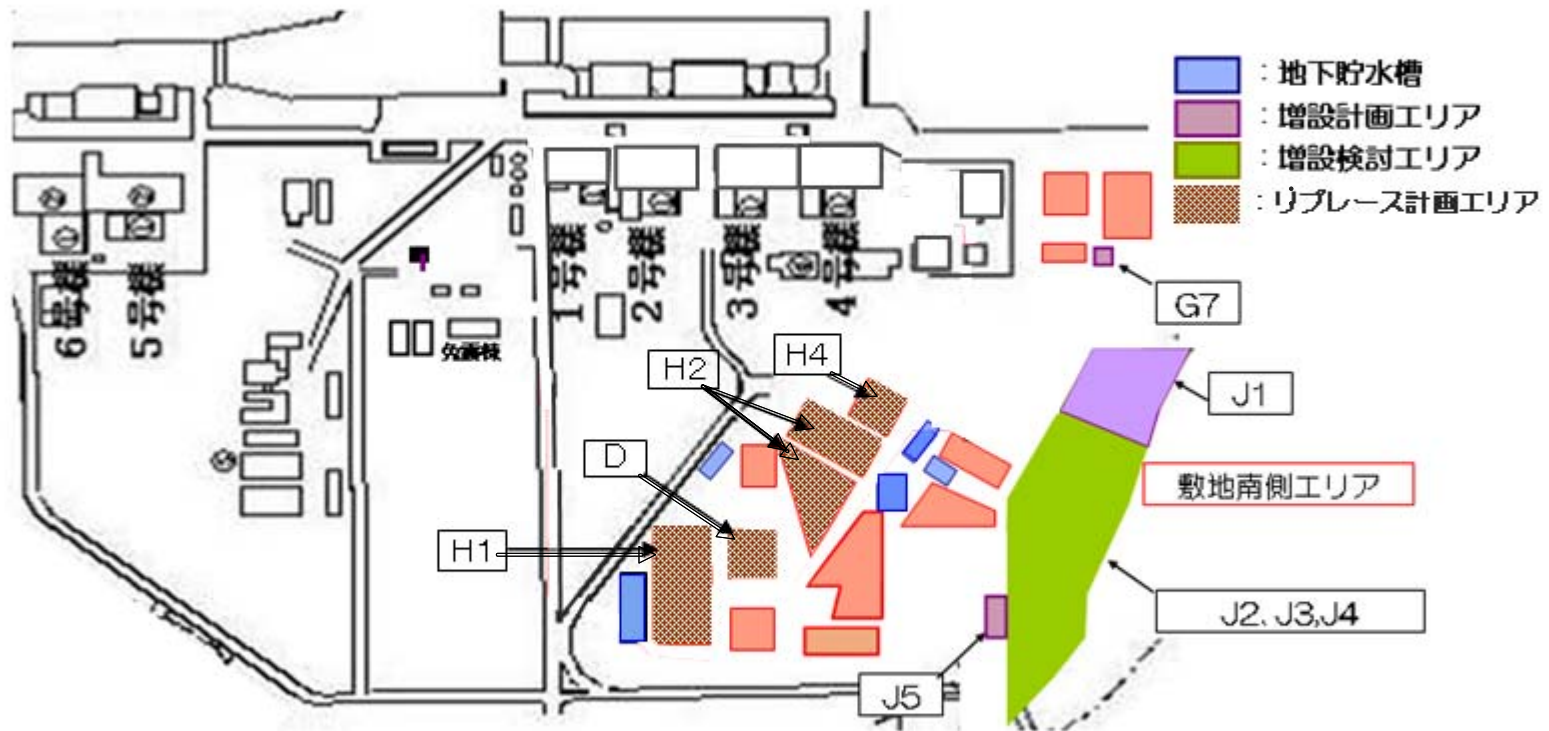 ：地下貯水槽
：増設計画エリア
：増設検討エリア
：リプレース計画エリア
6号機
5号機
1号機
2号機
3号機
4号機
免震棟
G7
H4
H2
J1
D
敷地南側エリア
H1
J2、J3,J4
J5